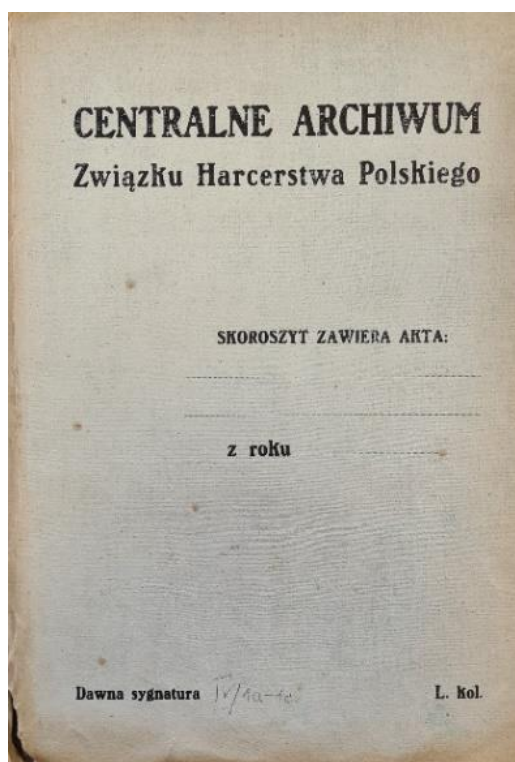 CENTRALNE ARCHIWUM
Związku Harcerstwa Polskiego
SKOROSZYT ZAWIERA AKTA:
z roku
Dawna sygnatura
L. kol.